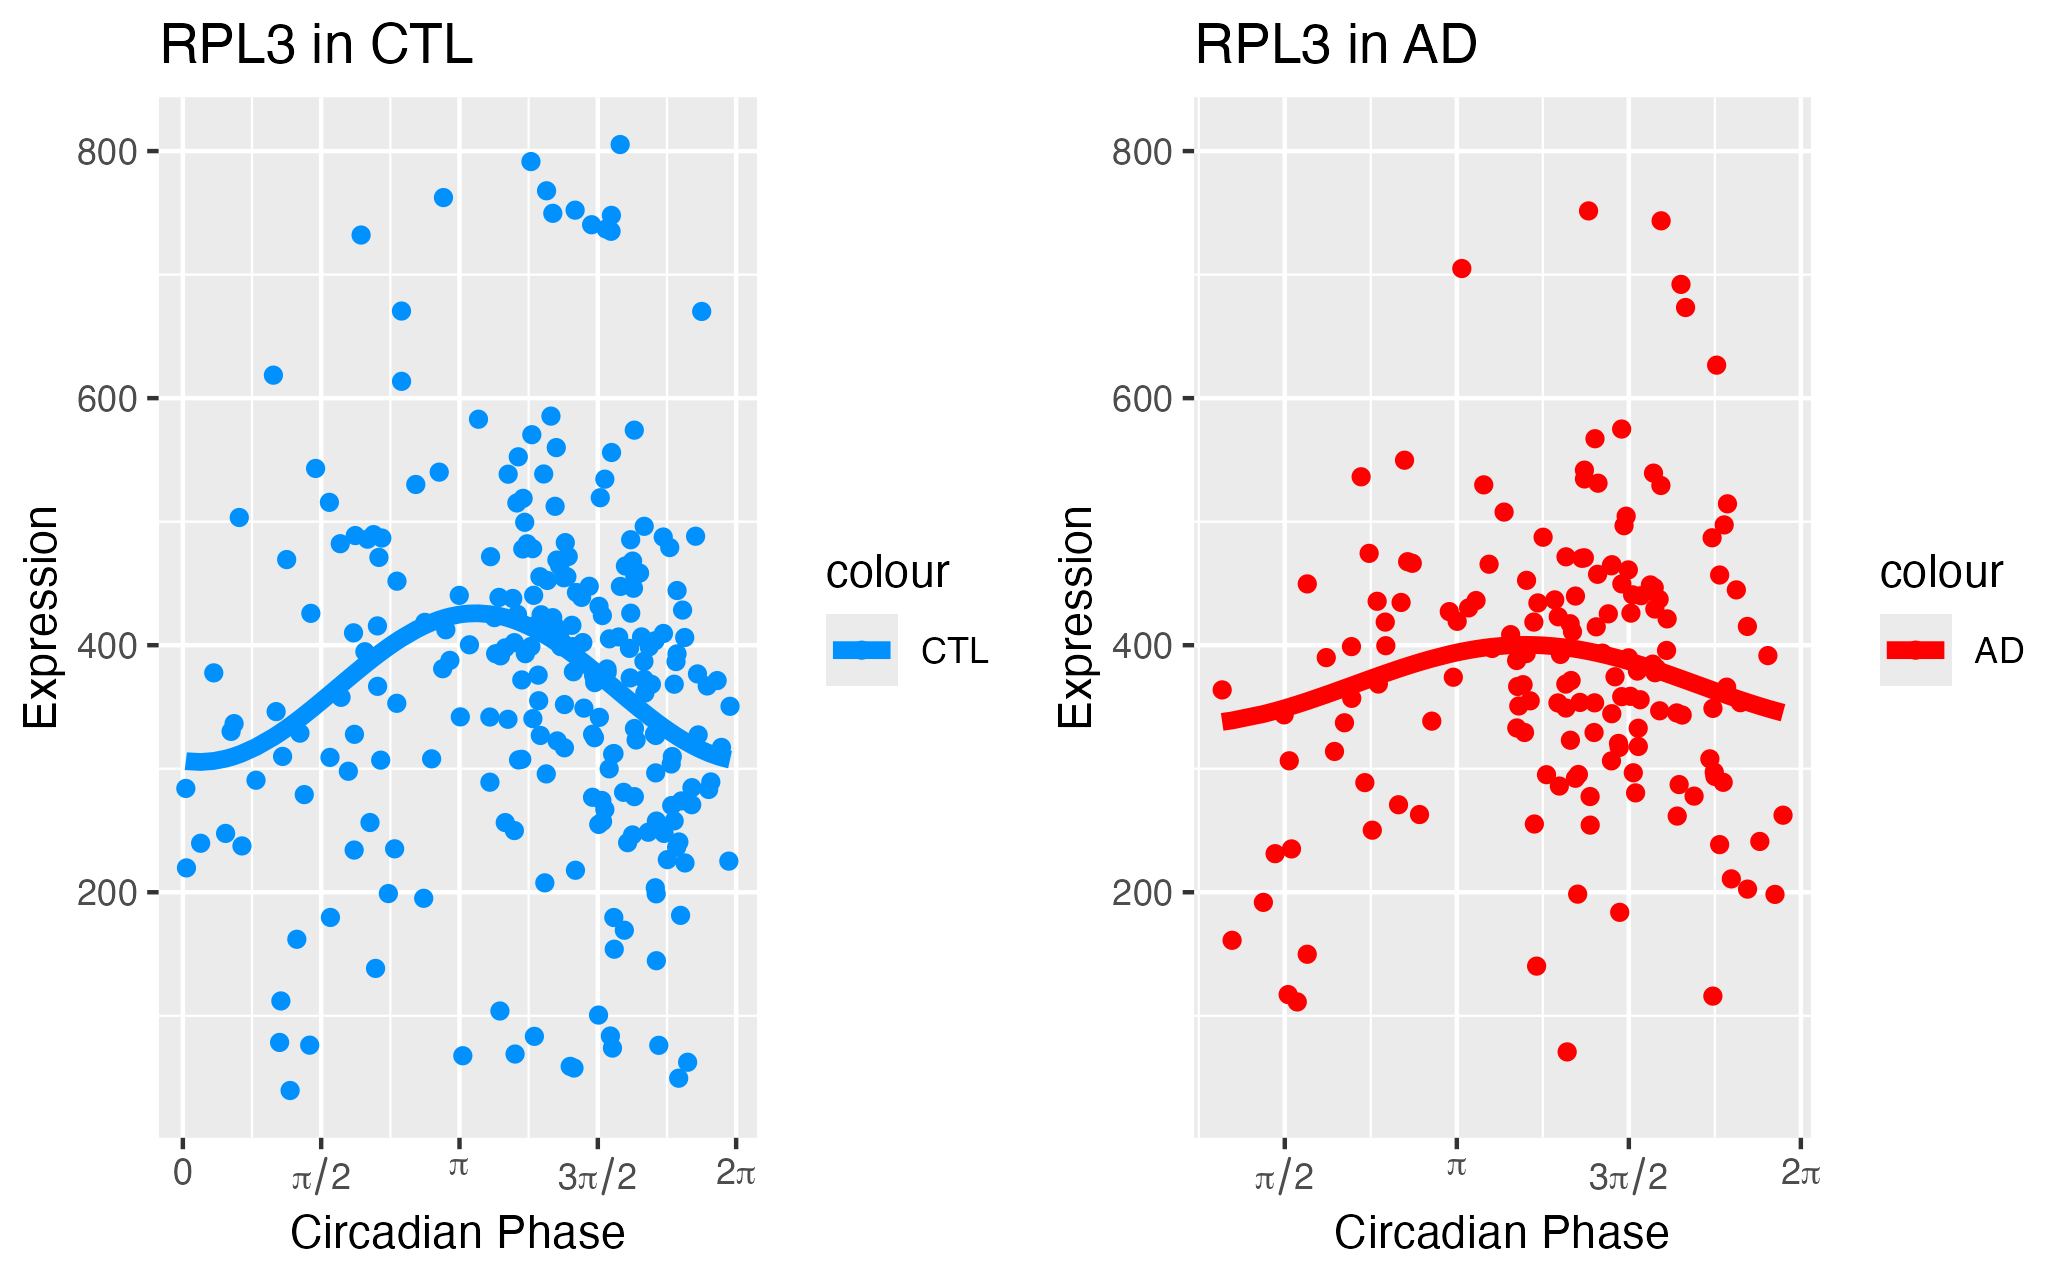 RPL3 in CTL
800
600
400
200
Expression
0
π/2
π
3π/2
2π
Circadian Phase
colour
CTL
RPL3 in AD
800
600
400
200
Expression
π/2
π
3π/2
2π
Circadian Phase
colour
AD